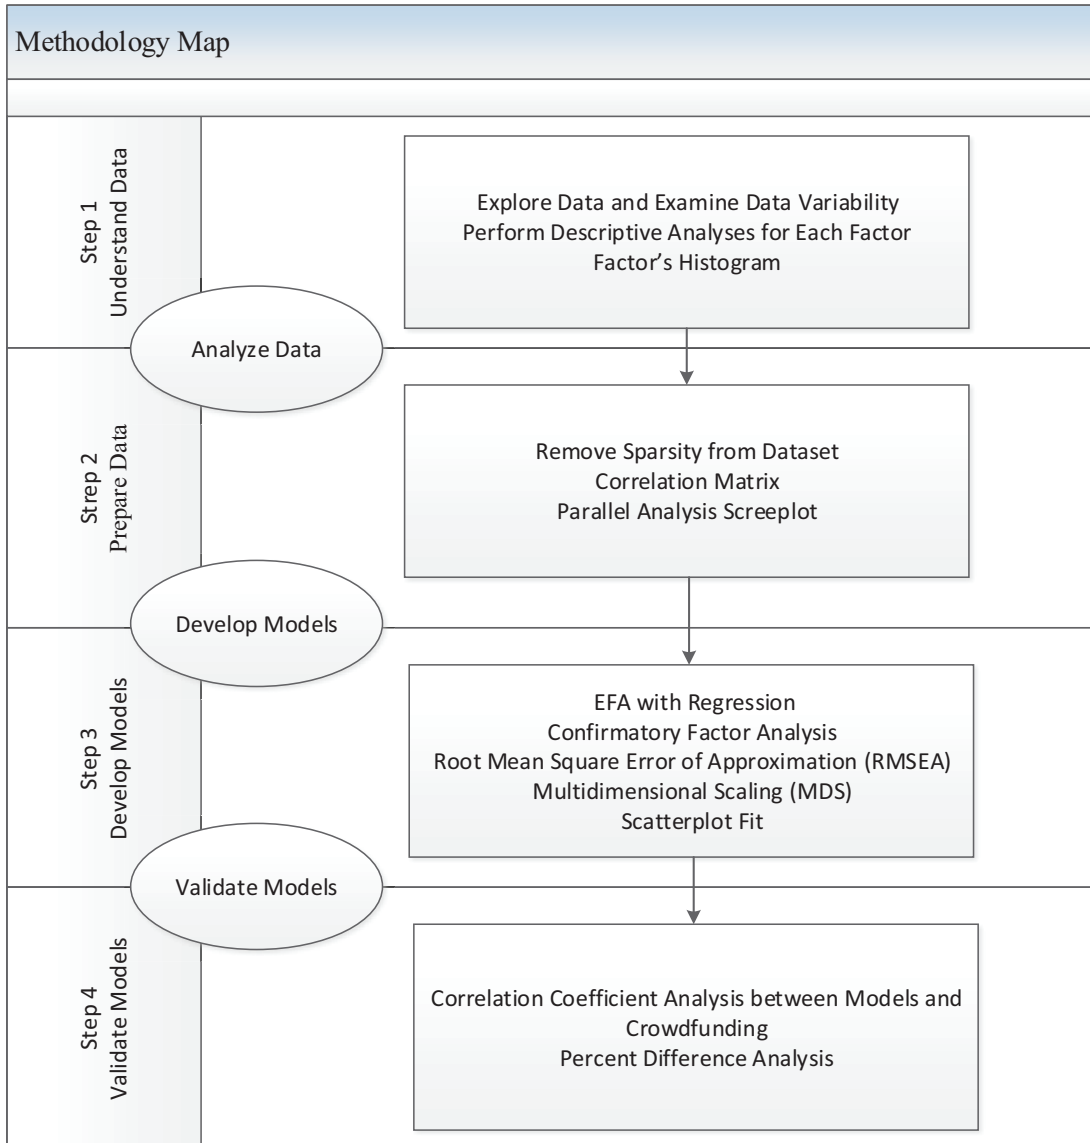 Methodology Map
Step 1
Understand Data
Explore Data and Examine Data Variability
Perform Descriptive Analyses for Each Factor
Factor’s Histogram
Analyze Data
Strep 2
Prepare Data
Remove Sparsity from Dataset
Correlation Matrix
Parallel Analysis Screeplot
Develop Models
Step 3
Develop Models
EFA with Regression
Confirmatory Factor Analysis
Root Mean Square Error of Approximation (RMSEA)
Multidimensional Scaling (MDS)
Scatterplot Fit
Validate Models
Step 4
Validate Models
Correlation Coefficient Analysis between Models and
Crowdfunding
Percent Difference Analysis